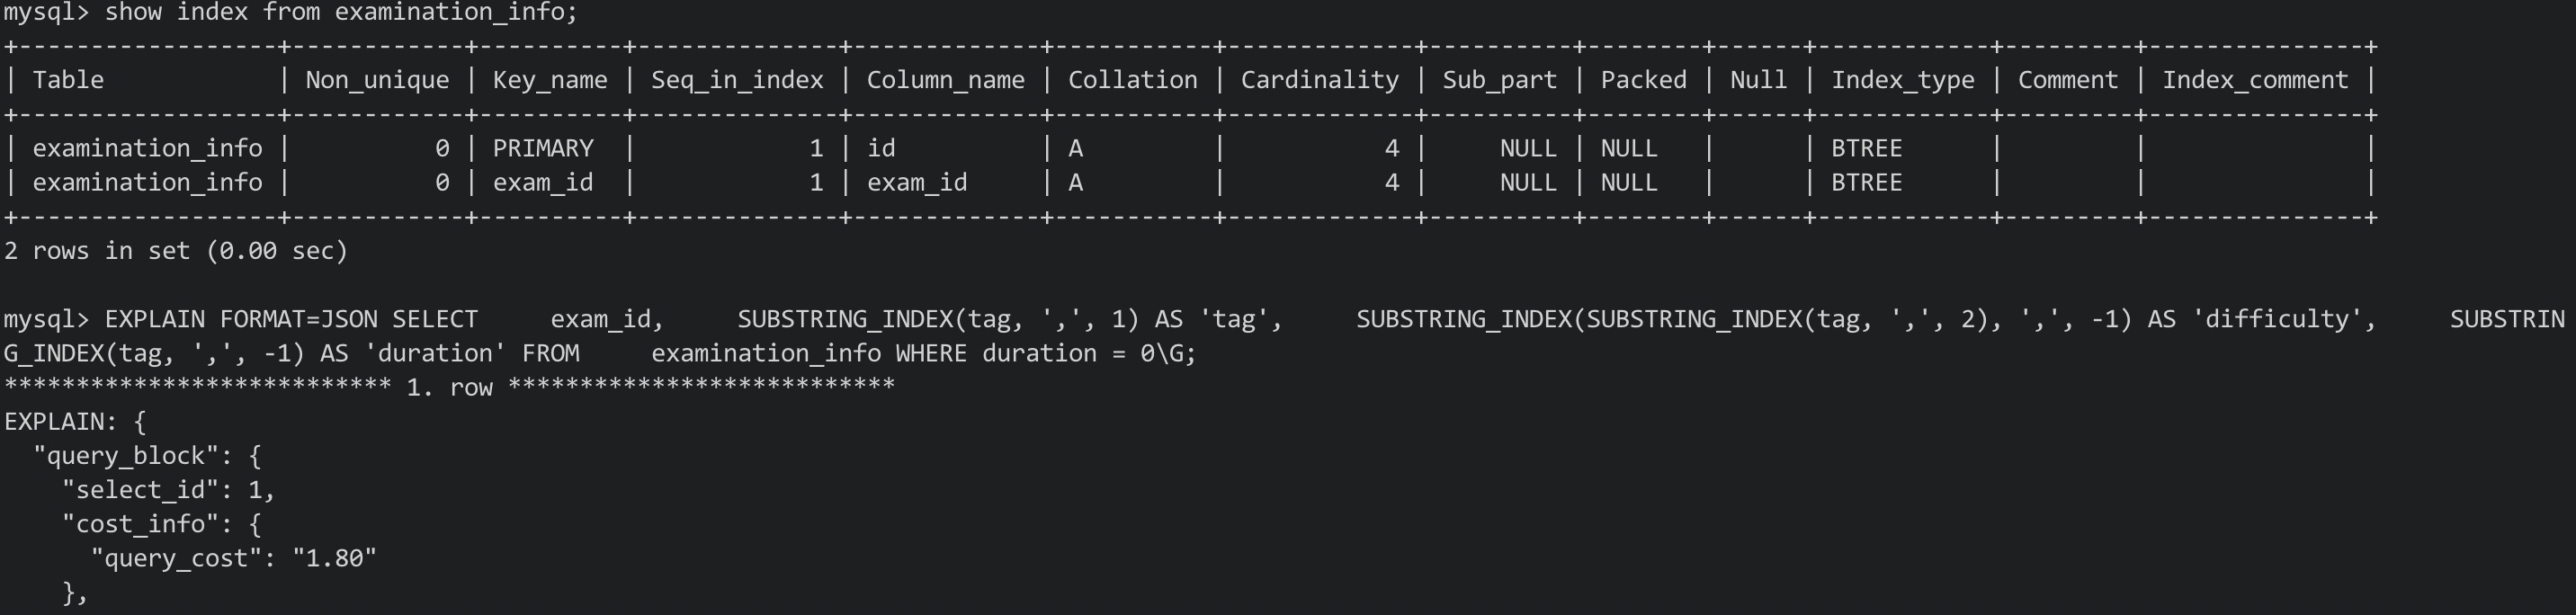 mysql> show index from examination_info;
+------------------+------------+----------+--------------+-------------+-----------+-------------+----------+--------+------+------------+---------+---------------+
| Table            | Non_unique | Key_name | Seq_in_index | Column_name | Collation | Cardinality | Sub_part | Packed | Null | Index_type | Comment | Index_comment |
+------------------+------------+----------+--------------+-------------+-----------+-------------+----------+--------+------+------------+---------+---------------+
| examination_info |          0 | PRIMARY  |            1 | id          | A         |           4 |     NULL | NULL   |      | BTREE      |         |               |
| examination_info |          0 | exam_id  |            1 | exam_id     | A         |           4 |     NULL | NULL   |      | BTREE      |         |               |
+------------------+------------+----------+--------------+-------------+-----------+-------------+----------+--------+------+------------+---------+---------------+
2 rows in set (0.00 sec)

mysql> EXPLAIN FORMAT=JSON SELECT     exam_id,     SUBSTRING_INDEX(tag, ',', 1) AS 'tag',     SUBSTRING_INDEX(SUBSTRING_INDEX(tag, ',', 2), ',', -1) AS 'difficulty',     SUBSTRIN
G_INDEX(tag, ',', -1) AS 'duration' FROM     examination_info WHERE duration = 0\G;
*************************** 1. row ***************************
EXPLAIN: {
  "query_block": {
    "select_id": 1,
    "cost_info": {
      "query_cost": "1.80"
    },